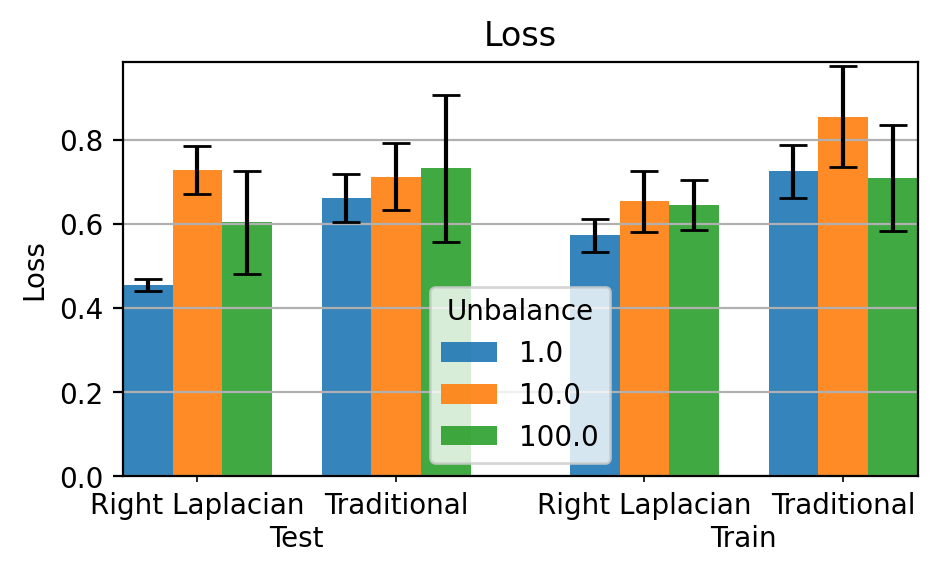 Loss
Loss
0.8
0.6
0.4
0.2
0.0
Unbalance
1.0
10.0
100.0
Right Laplacian Traditional Right Laplacian Traditional
Test Train